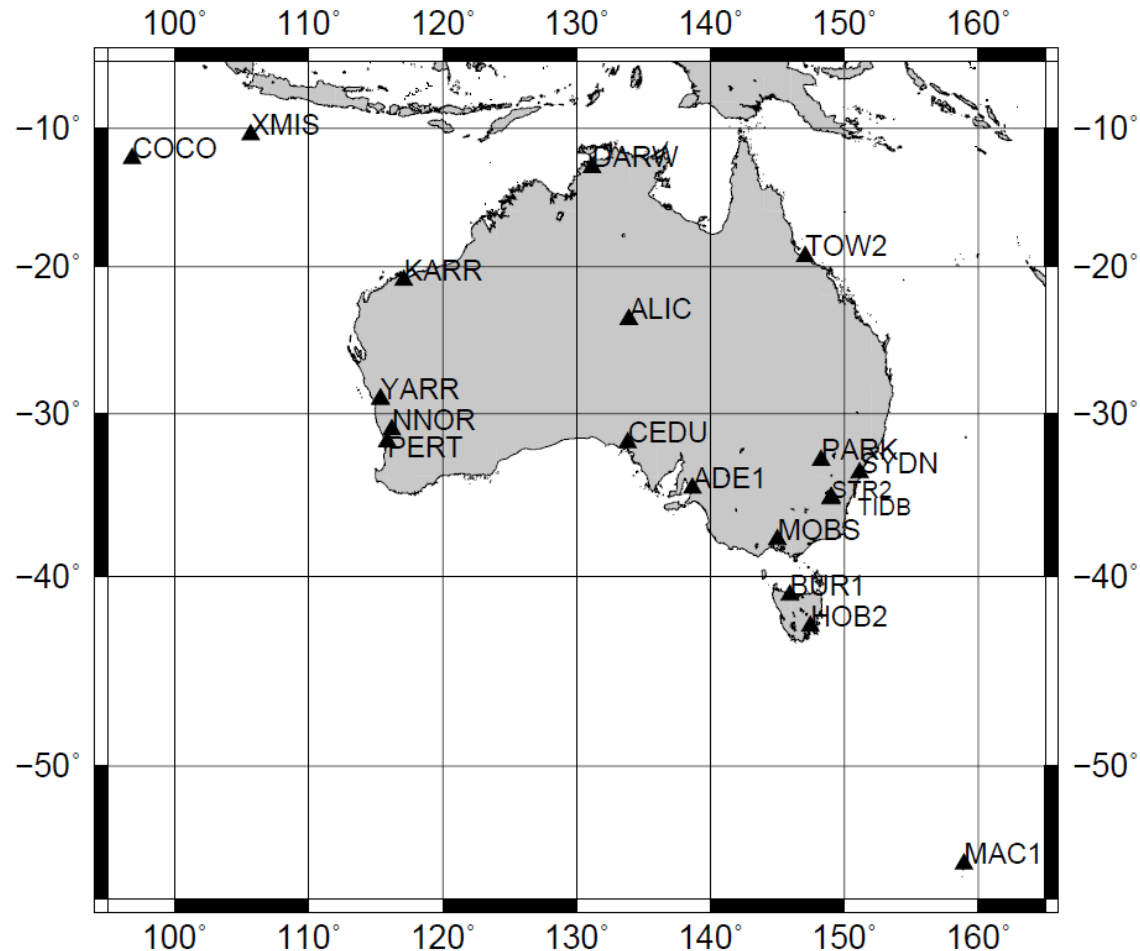 100° 110° 120° 130° 140° 150° 160°
−10° −10°
XMIS
COCO
DARW
TOW2
−20° −20°
KARR
ALIC
YARR
−30° −30°
NNOR
PERT
CEDU
PARK
SYDN
ADE1
STR2
TIDB
MOBS
−40° −40°
BUR1
HOB2
−50° −50°
MAC1
100° 110° 120° 130° 140° 150° 160°